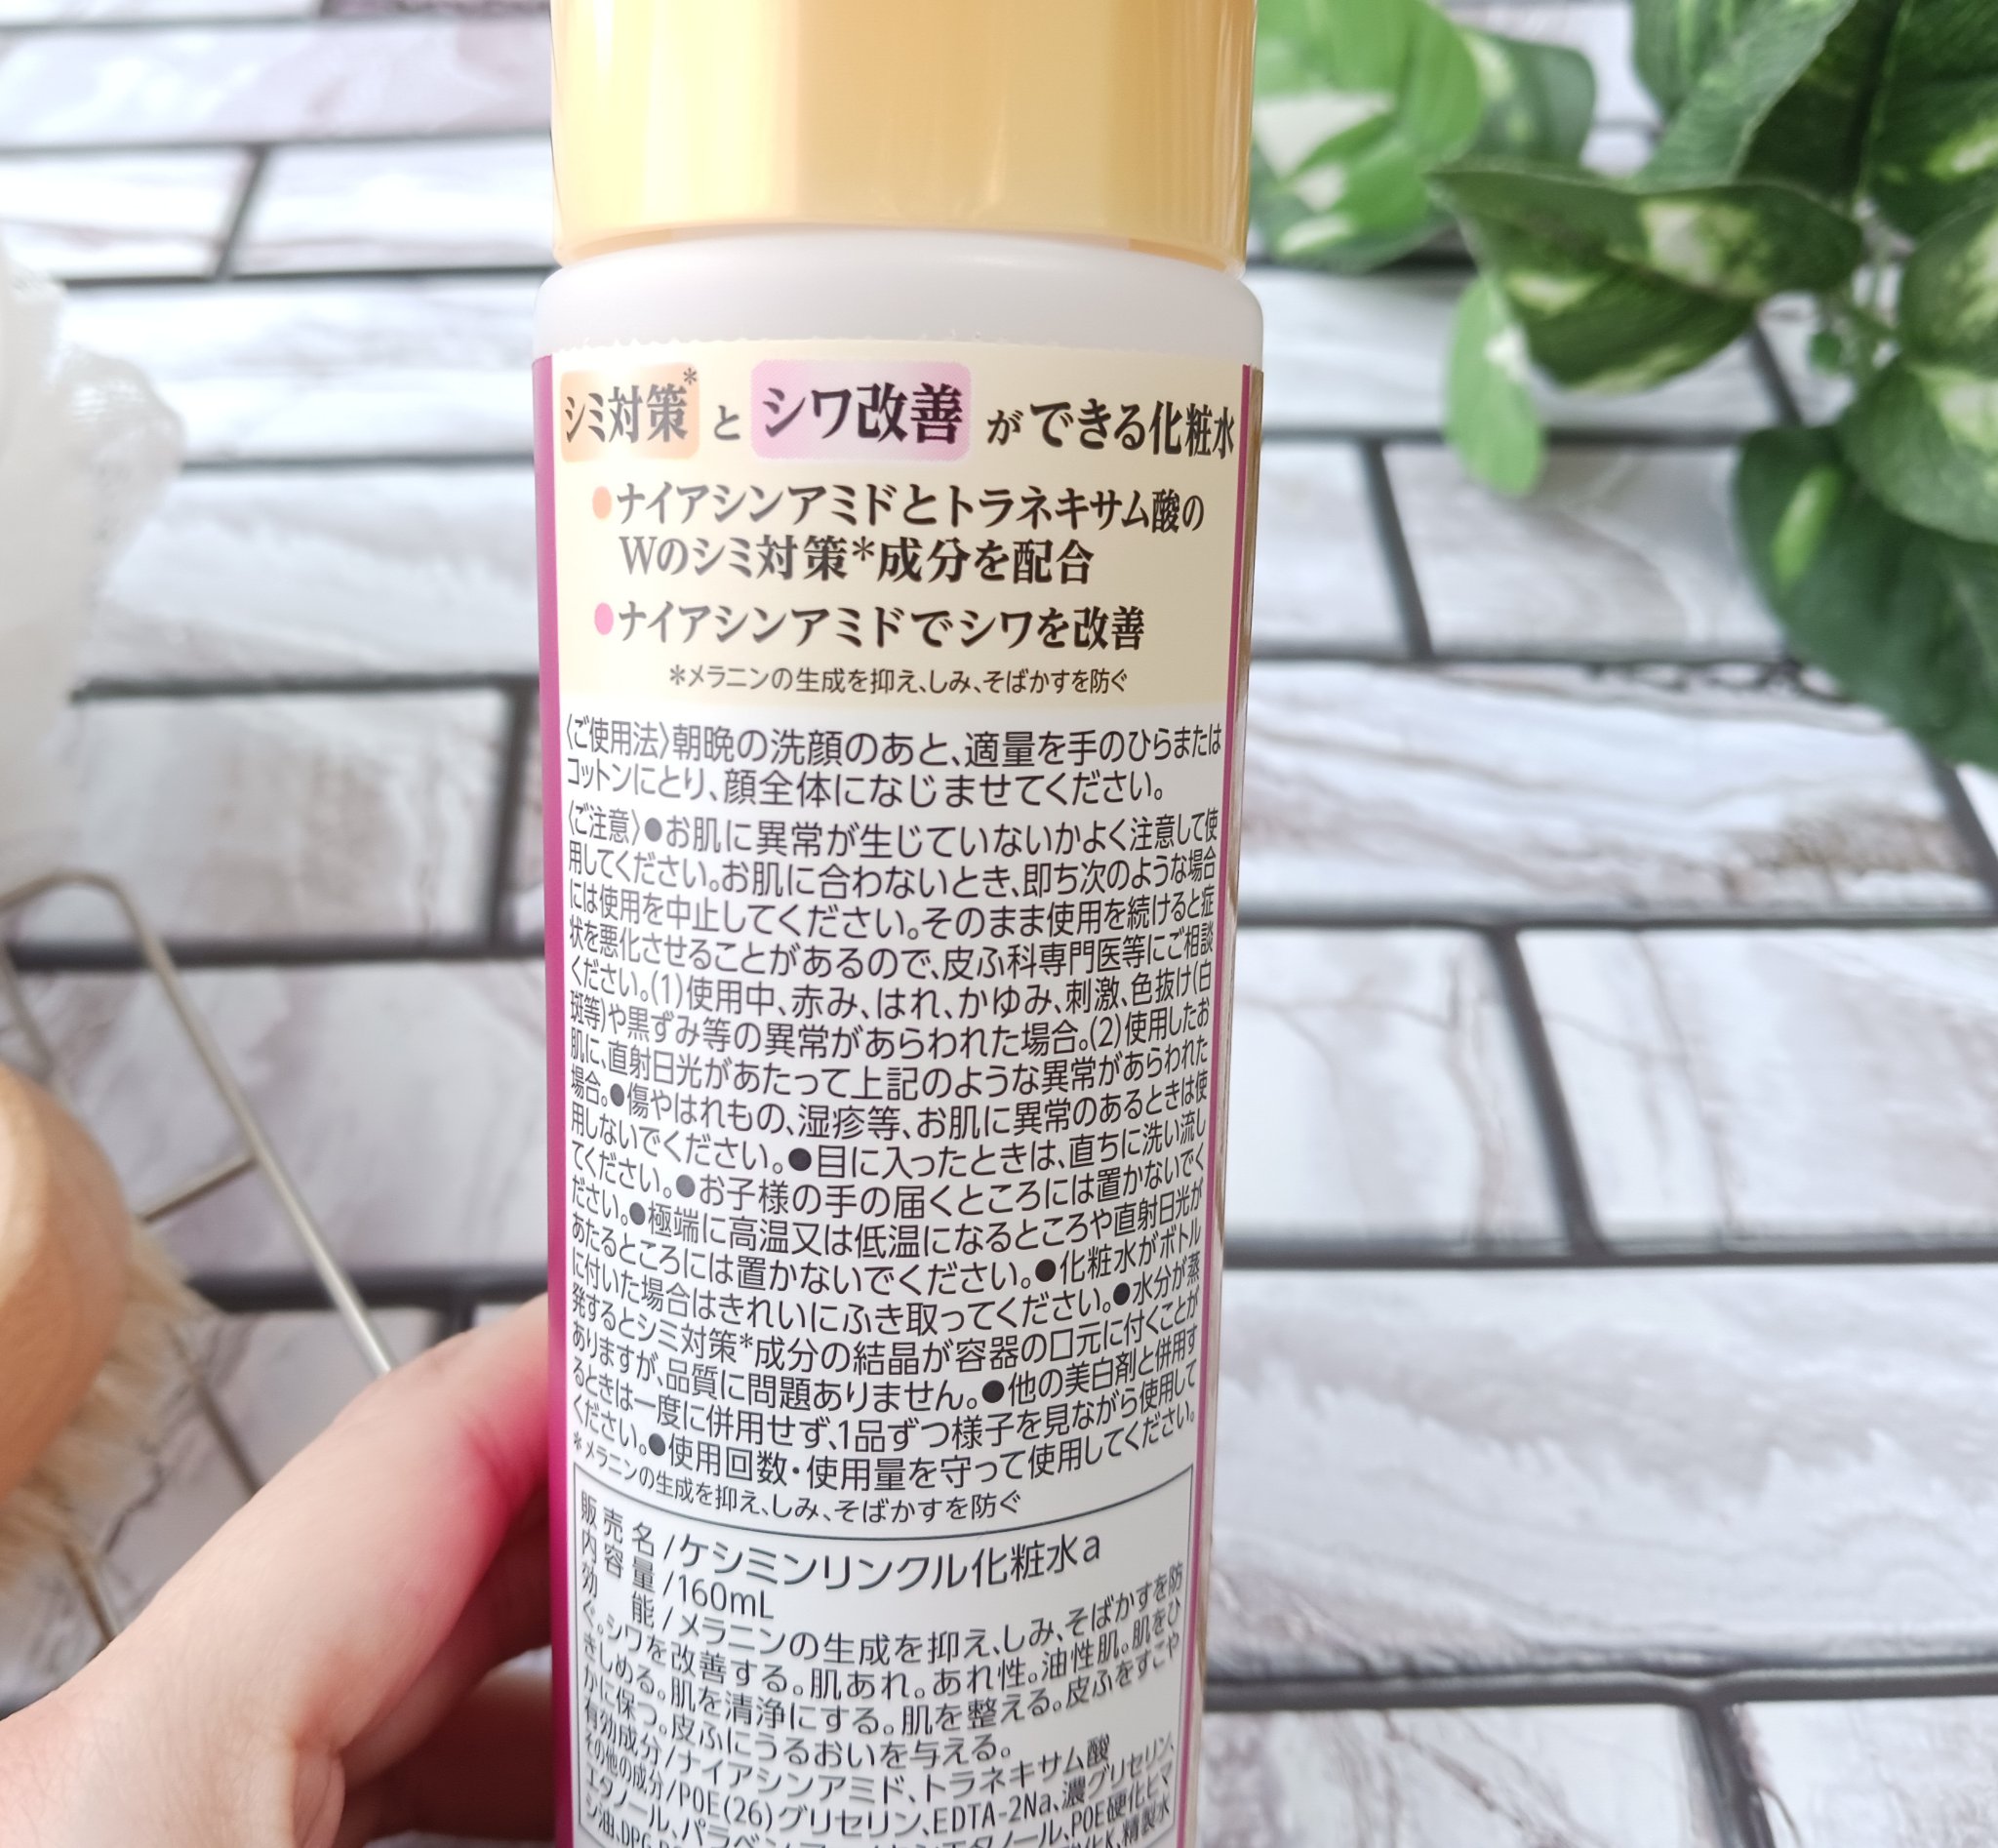 シミ対策*とシワ改善ができる化粧水
●ナイアシンアミドとトラネキサム酸の
Wのシミ対策*成分を配合
●ナイアシンアミドでシワを改善
*メラニンの生成を抑え、しみ、そばかすを防ぐ
〈ご使用法〉朝晩の洗顔のあと、適量を手のひらまたは
コットンにとり、顔全体になじませてください。
〈ご注意〉●お肌に異常が生じていないかよく注意して使
用してください。お肌に合わないとき、即ち次のような場合
には使用を中止してください。そのまま使用を続けると症
状を悪化させることがあるので、皮ふ科専門医等にご相談
ください。(1)使用中、赤み、はれ、かゆみ、刺激、色抜け(白
斑等)や黒ずみ等の異常があらわれた場合。(2)使用したお
肌に、直射日光があたって上記のような異常があらわれた
場合。●傷やはれもの、湿疹等、お肌に異常のあるときは使
用しないでください。●目に入ったときは、直ちに洗い流し
てください。●お子様の手の届くところには置かないでく
ださい。●極端に高温又は低温になるところや直射日光が
あたるところには置かないでください。●化粧水がボトル
に付いた場合はきれいにふき取ってください。●水分が蒸
発するとシミ対策*成分の結晶が容器の口元に付くことが
ありますが、品質に問題ありません。●他の美白剤と併用す
るときは一度に併用せず、1品ずつ様子を見ながら使用して
ください。●使用回数・使用量を守って使用してください。
*メラニンの生成を抑え、しみ、そばかすを防ぐ
販売名/ケシミンリンクル化粧水a
内容量/160mL
効能/メラニンの生成を抑え、しみ、そばかすを防
ぐ。シワを改善する。肌あれ。あれ性。油性肌。肌をひ
きしめる。肌を清浄にする。肌を整える。皮ふをすこや
かに保つ。皮ふにうるおいを与える。
有効成分/ナイアシンアミド、トラネキサム酸
その他の成分/POE(26)グリセリン、EDTA-2Na、濃グリセリン、
エタノール、パラベン、エタノール、POE硬化ヒマ
シ油、DPG、精製水